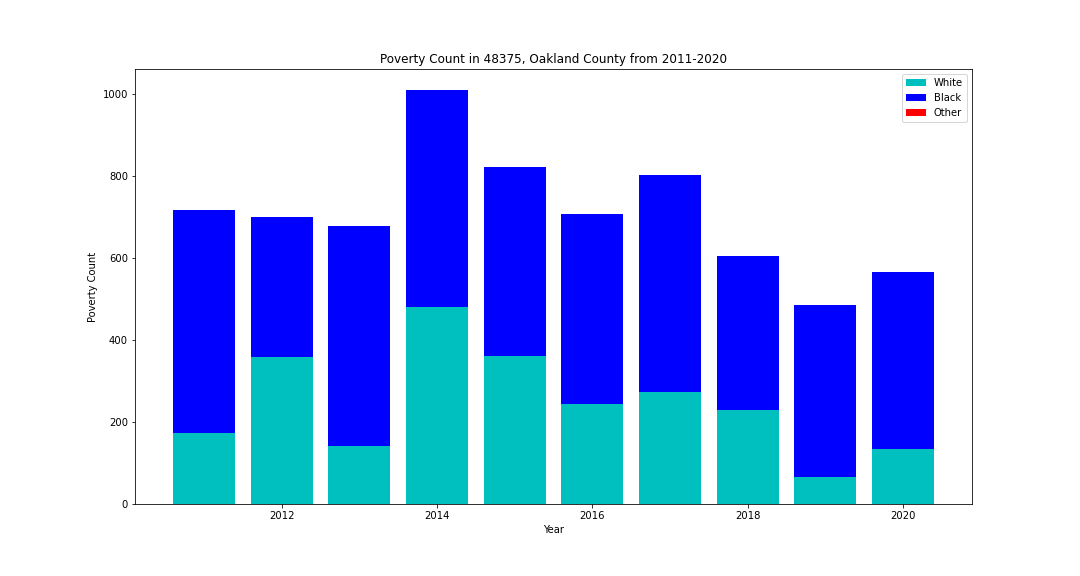 Poverty Count in 48375, Oakland County from 2011-2020
White
Black
Other
1000
800
600
400
200
0
Poverty Count
2012
2014
2016
2018
2020
Year